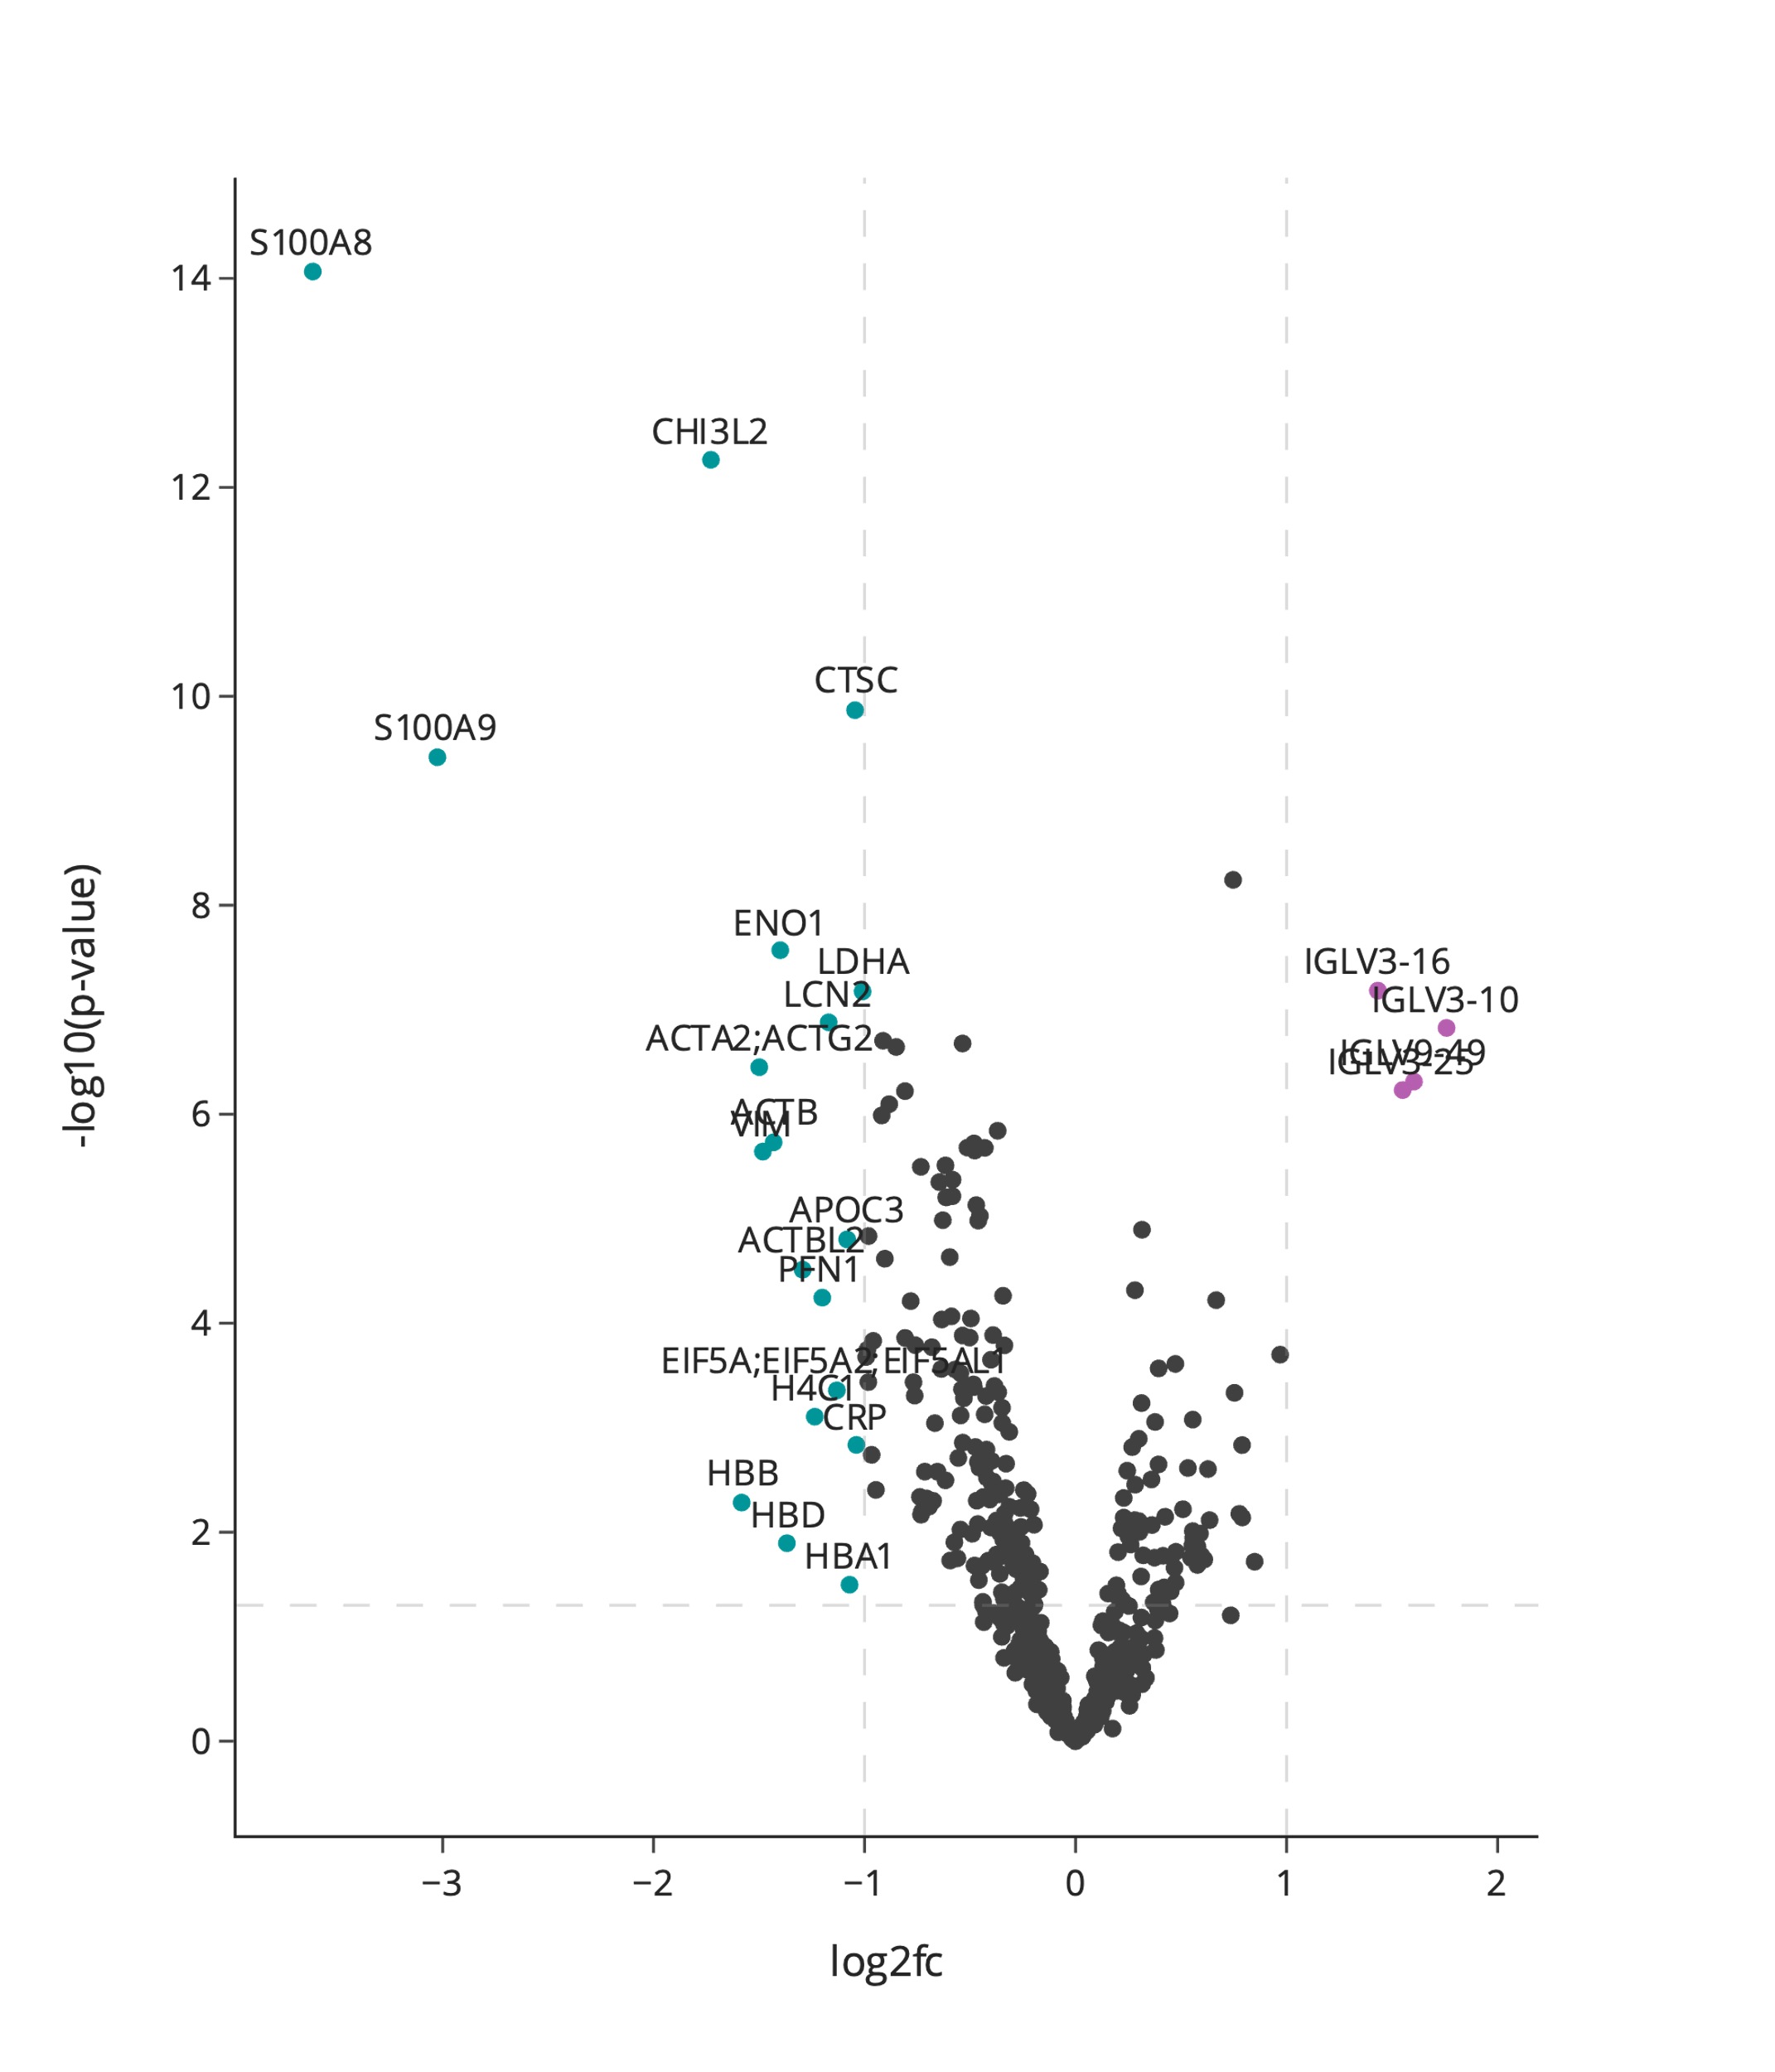 S100A8
14
CHI3L2
12
CTSC
10
S100A9
8
ENO1
LDHA
IGLV3-16
LCN2
IGLV3-10
ACTA2;ACTG2
IGLV9-49
IGLV3-25
6
ACTB
VIM
APOC3
ACTBL2
PFN1
4
EIF5A;EIF5A2;EIF5AL1
H4C1
CRP
HBB
HBD
2
HBA1
0
-log10(p-value)
−3
−2
−1
0
1
2
log2fc